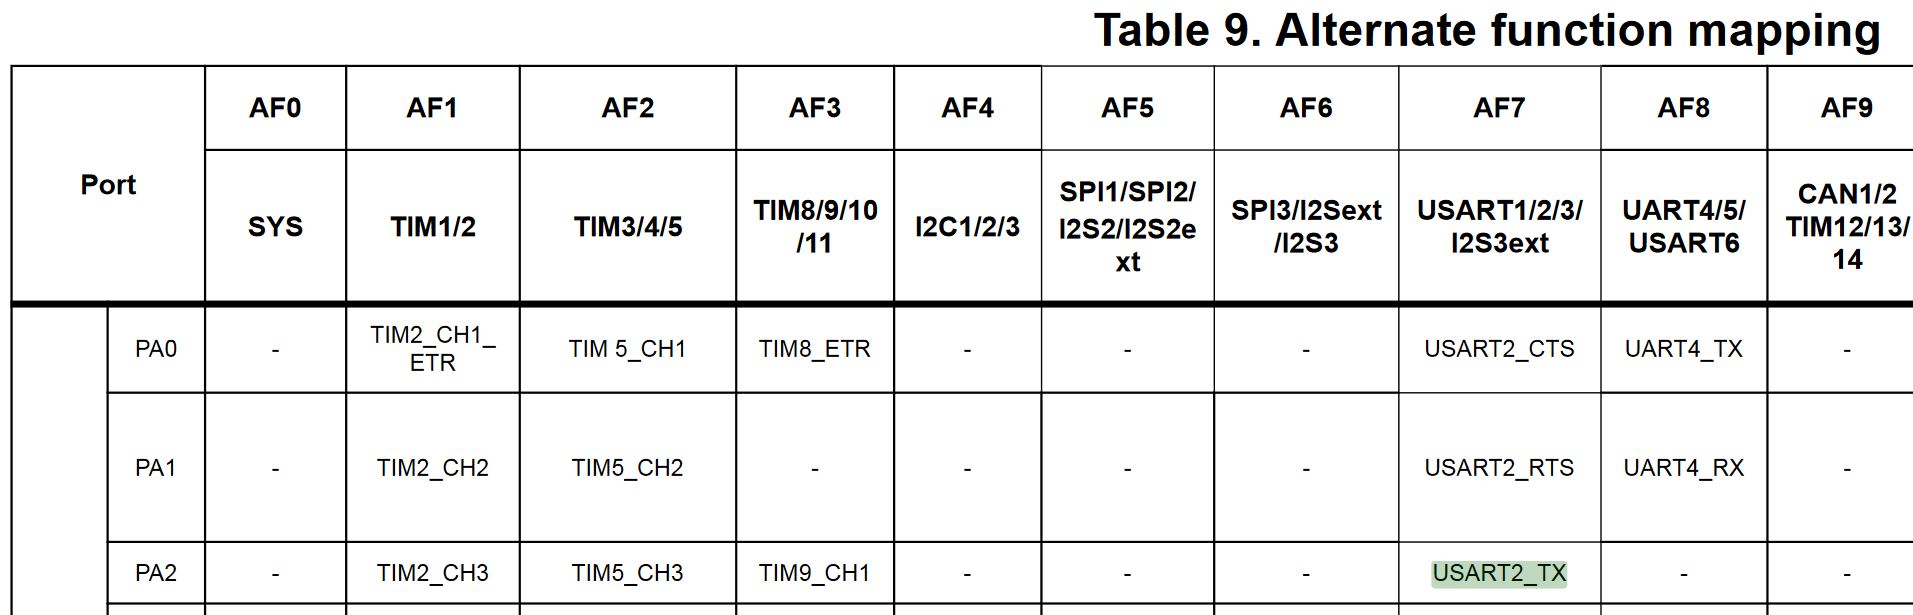 Table 9. Alternate function mapping
Port AF0 AF1 AF2 AF3 AF4 AF5 AF6 AF7 AF8 AF9
SYS TIM1/2 TIM3/4/5 TIM8/9/10/11 I2C1/2/3 SPI1/SPI2/I2S2/I2S2ext SPI3/I2Sext/I2S3 USART1/2/3/I2S3ext UART4/5/USART6 CAN1/2 TIM12/13/14
PA0 - TIM2_CH1_ETR TIM 5_CH1 TIM8_ETR - - - USART2_CTS UART4_TX -
PA1 - TIM2_CH2 TIM5_CH2 - - - - USART2_RTS UART4_RX -
PA2 - TIM2_CH3 TIM5_CH3 TIM9_CH1 - - - USART2_TX - -